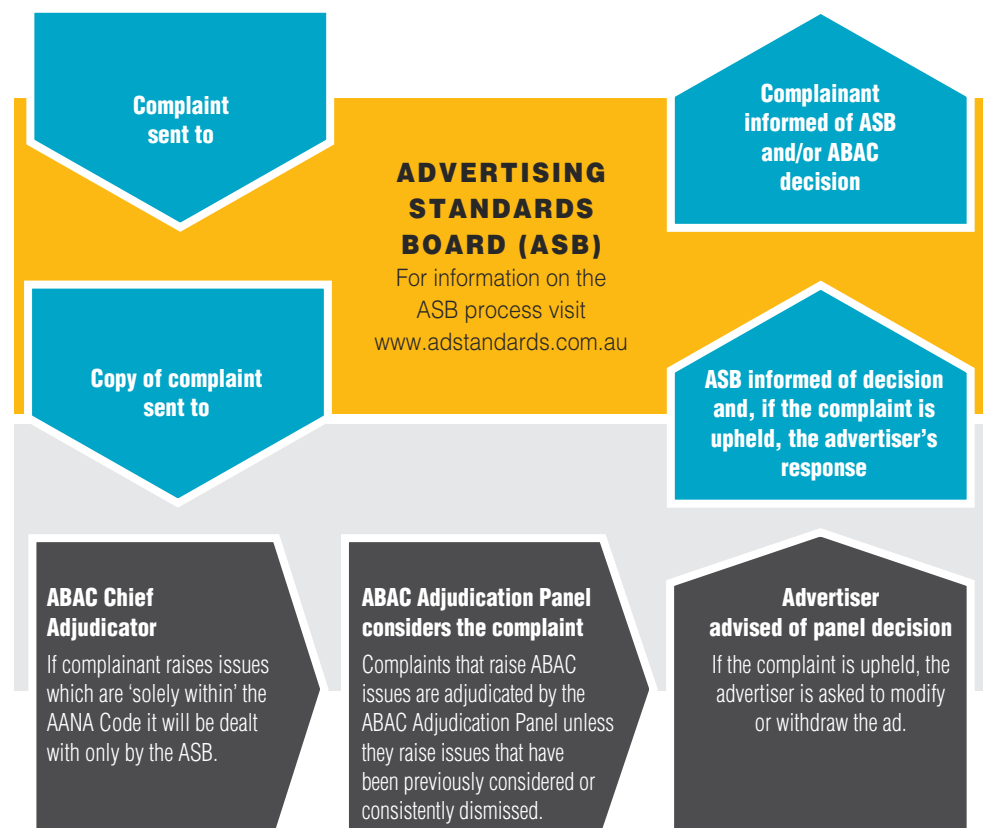 Complaint
sent to
ADVERTISING
STANDARDS
BOARD (ASB)
For information on the
ASB process visit
www.adstandards.com.au
Complainant
informed of ASB
and/or ABAC
decision
Copy of complaint
sent to
ASB informed of decision
and, if the complaint is
upheld, the advertiser’s
response
ABAC Chief
Adjudicator
If complainant raises issues
which are ‘solely within’ the
AANA Code it will be dealt
with only by the ASB.
ABAC Adjudication Panel
considers the complaint
Complaints that raise ABAC
issues are adjudicated by the
ABAC Adjudication Panel unless
they raise issues that have
been previously considered or
consistently dismissed.
Advertiser
advised of panel decision
If the complaint is upheld, the
advertiser is asked to modify
or withdraw the ad.